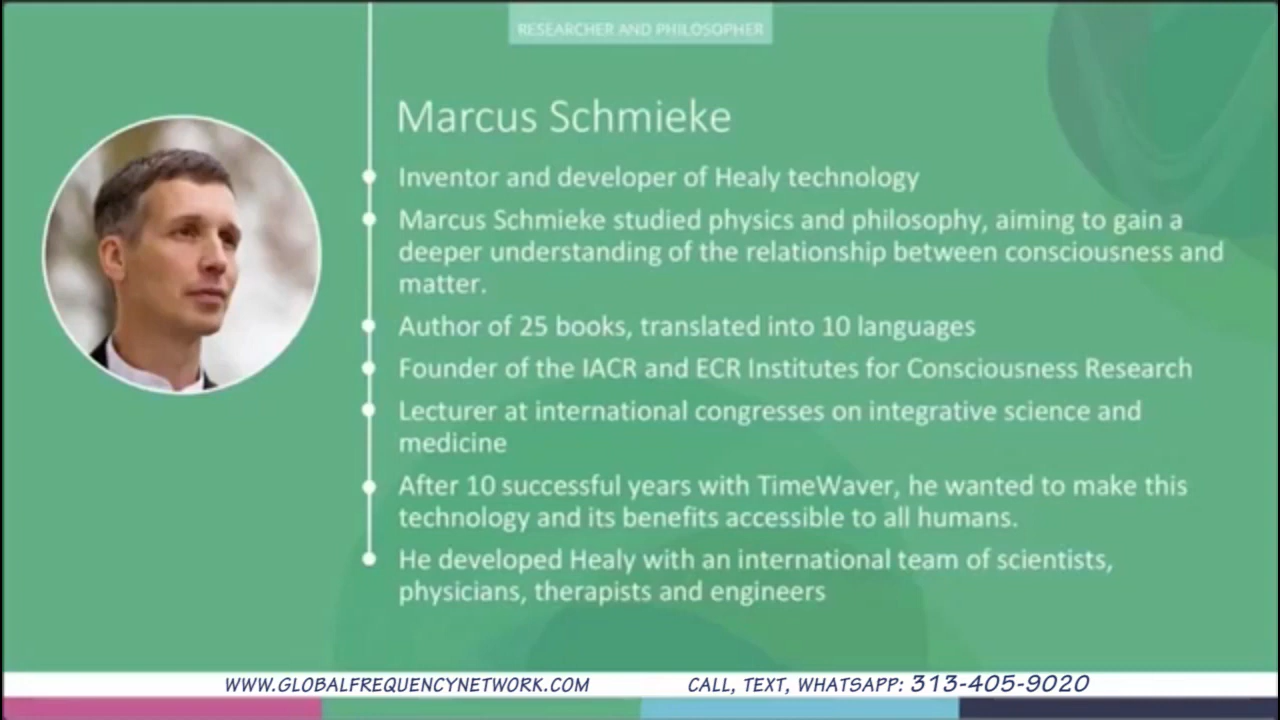 RESEARCHER AND PHILOSOPHER
Marcus Schmieke
Inventor and developer of Healy technology
Marcus Schmieke studied physics and philosophy, aiming to gain a
deeper understanding of the relationship between consciousness and
matter.
Author of 25 books, translated into 10 languages
Founder of the IACR and ECR Institutes for Consciousness Research
Lecturer at international congresses on integrative science and
medicine
After 10 successful years with TimeWaver, he wanted to make this
technology and its benefits accessible to all humans.
He developed Healy with an international team of scientists,
physicians, therapists and engineers
WWW.GLOBALFREQUENCYNETWORK.COM CALL, TEXT, WHATSAPP: 313-405-9020